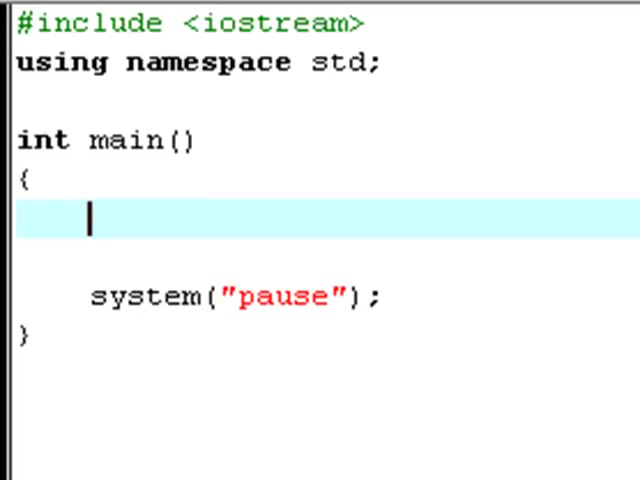 #include <iostream>
using namespace std;
int main()
{
system("pause");
}